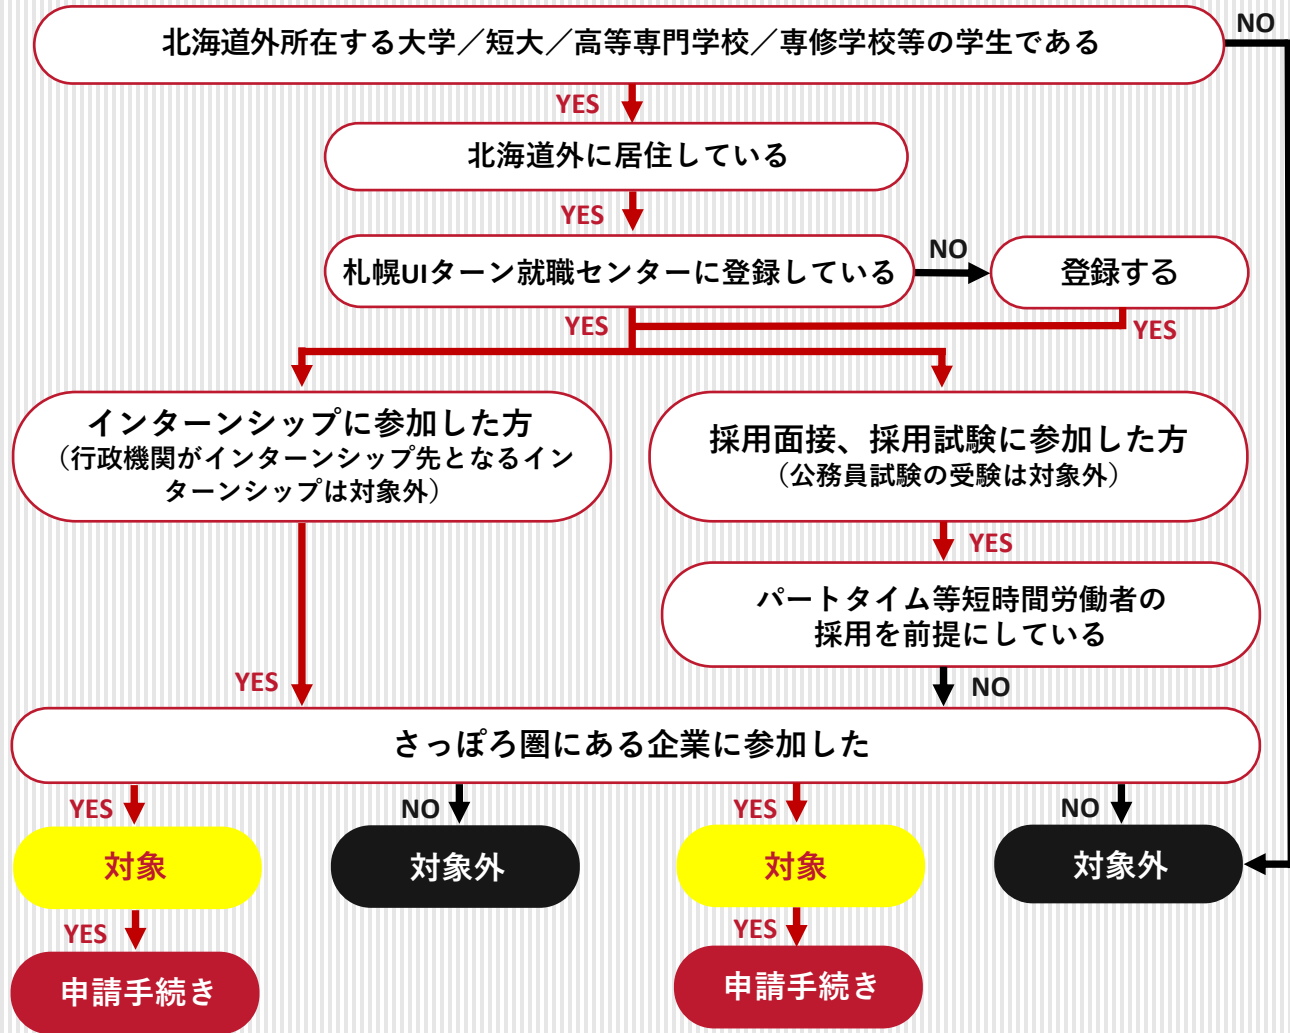 北海道外所在する大学／短大／高等専門学校／専修学校等の学生である
NO
YES
北海道外に居住している
YES
札幌UIターン就職センターに登録している
NO
登録する
YES
YES
インターンシップに参加した方
（行政機関がインターンシップ先となるイン
ターンシップは対象外）
採用面接、採用試験に参加した方
（公務員試験の受験は対象外）
YES
パートタイム等短時間労働者の
採用を前提にしている
YES
NO
さっぽろ圏にある企業に参加した
YES
NO
YES
NO
対象
対象外
対象
対象外
YES
YES
申請手続き
申請手続き